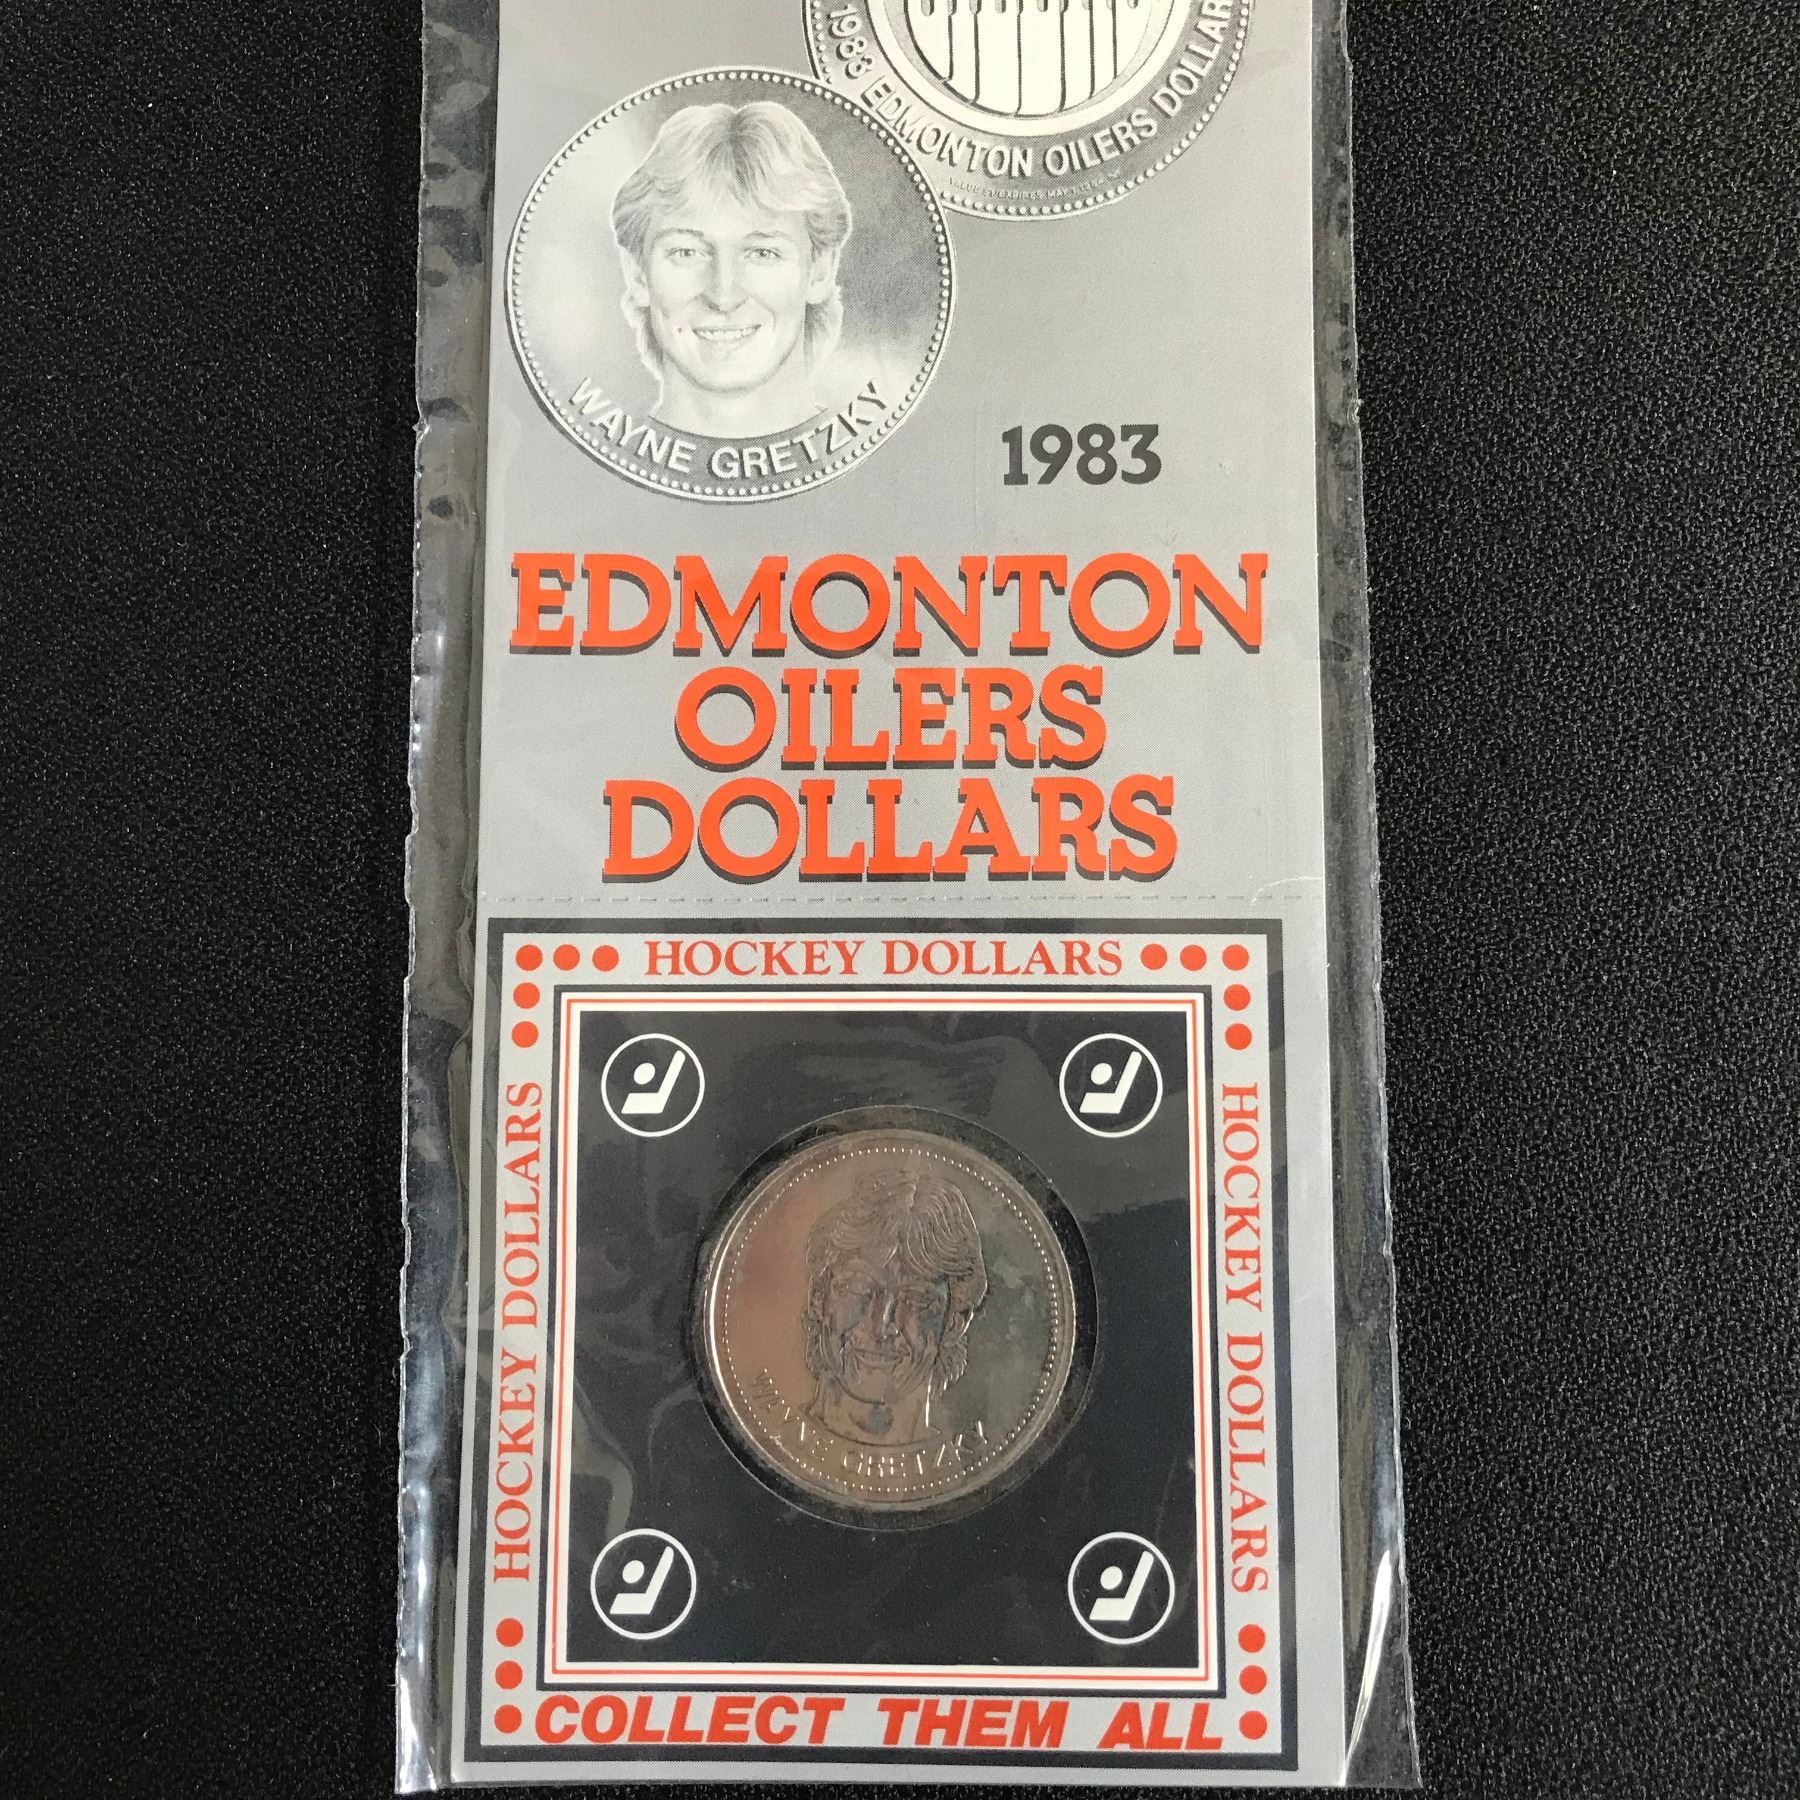 1983 EDMONTON OILERS DOLLAR
WAYNE GRETZKY
1983
EDMONTON
OILERS
DOLLARS
HOCKEY DOLLARS
HOCKEY DOLLARS
HOCKEY DOLLARS
WAYNE GRETZKY
COLLECT THEM ALL